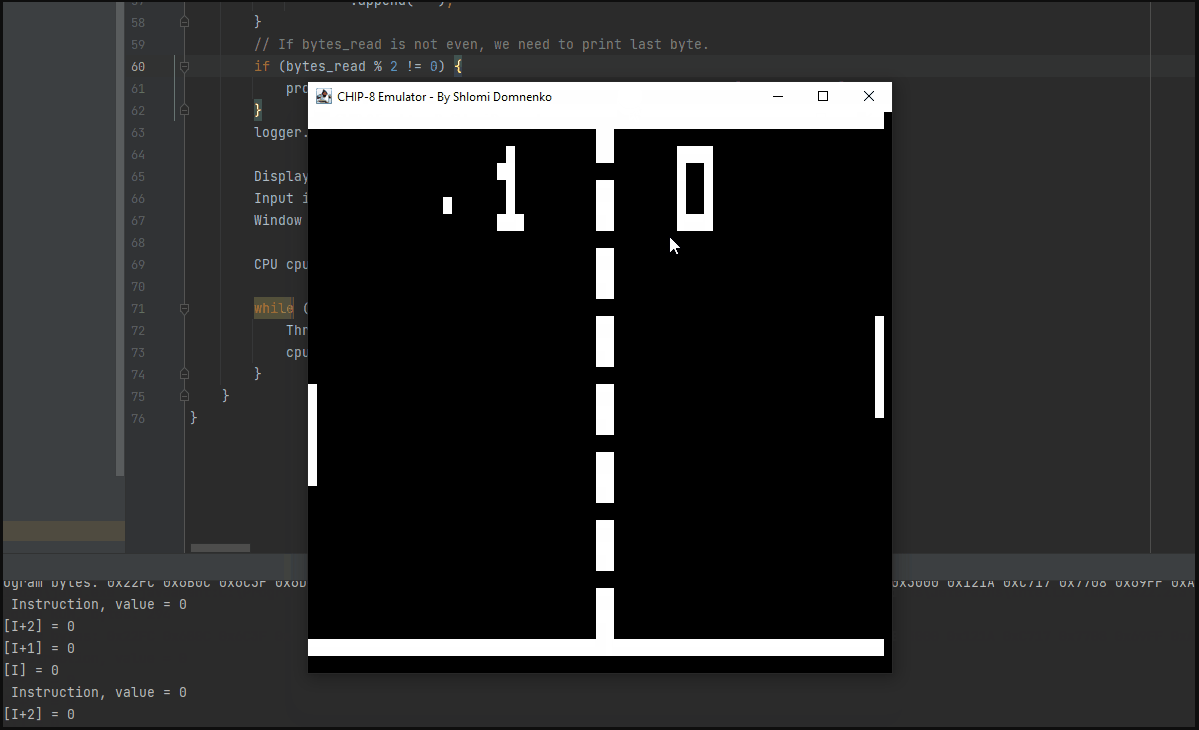 58 }
59 // If bytes_read is not even, we need to print last byte.
60 if (bytes_read % 2 != 0) {
61 pro
62 }
63 logger.
64
65 Display
66 Input i
67 Window
68
69 CPU cpu
70
71 while (
72 Thr
73 cpu
74 }
75 }
76 }
CHIP-8 Emulator - By Shlomi Domnenko
1 0
ogram bytes: 0x22FC 0x6B0C 0x6C3F 0x6D 0x3000 0x121A 0xC717 0x7708 0x69FF 0xA
Instruction, value = 0
[I+2] = 0
[I+1] = 0
[I] = 0
Instruction, value = 0
[I+2] = 0